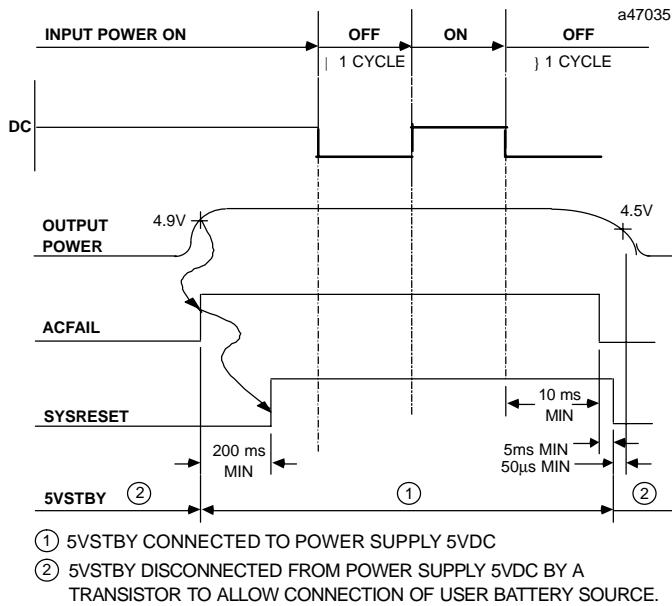 a47035
INPUT POWER ON
OFF
ON
OFF
| 1 CYCLE
} 1 CYCLE
DC
OUTPUT
POWER
4.9V
4.5V
ACFAIL
SYSRESET
10 ms
MIN
200 ms
MIN
5ms MIN
50µs MIN
5VSTBY
2
1
2
1 5VSTBY CONNECTED TO POWER SUPPLY 5VDC
2 5VSTBY DISCONNECTED FROM POWER SUPPLY 5VDC BY A
TRANSISTOR TO ALLOW CONNECTION OF USER BATTERY SOURCE.